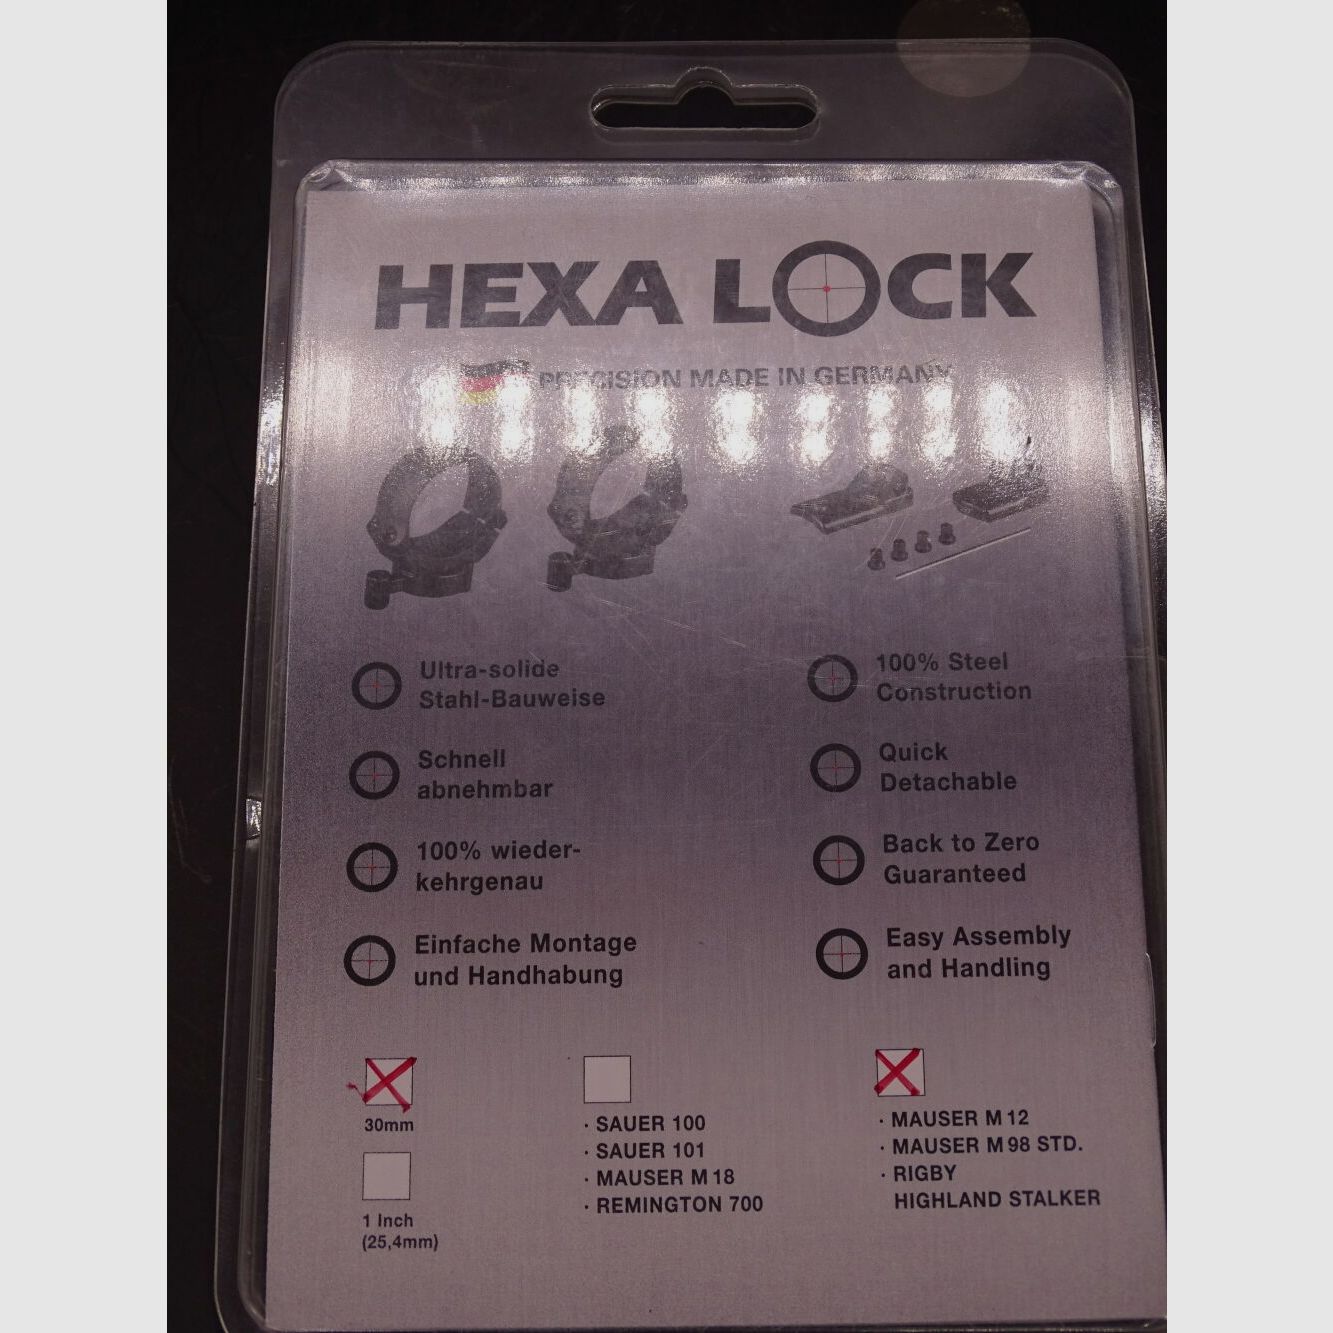 HEXA LOCK
PRECISION MADE IN GERMANY
Ultra-solide
Stahl-Bauweise
Schnell
abnehmbar
100% wieder-
kehrgenau
Einfache Montage
und Handhabung
100% Steel
Construction
Quick
Detachable
Back to Zero
Guaranteed
Easy Assembly
and Handling
30mm
1 Inch
(25,4mm)
· SAUER 100
· SAUER 101
· MAUSER M 18
· REMINGTON 700
· MAUSER M 12
· MAUSER M 98 STD.
· RIGBY
HIGHLAND STALKER